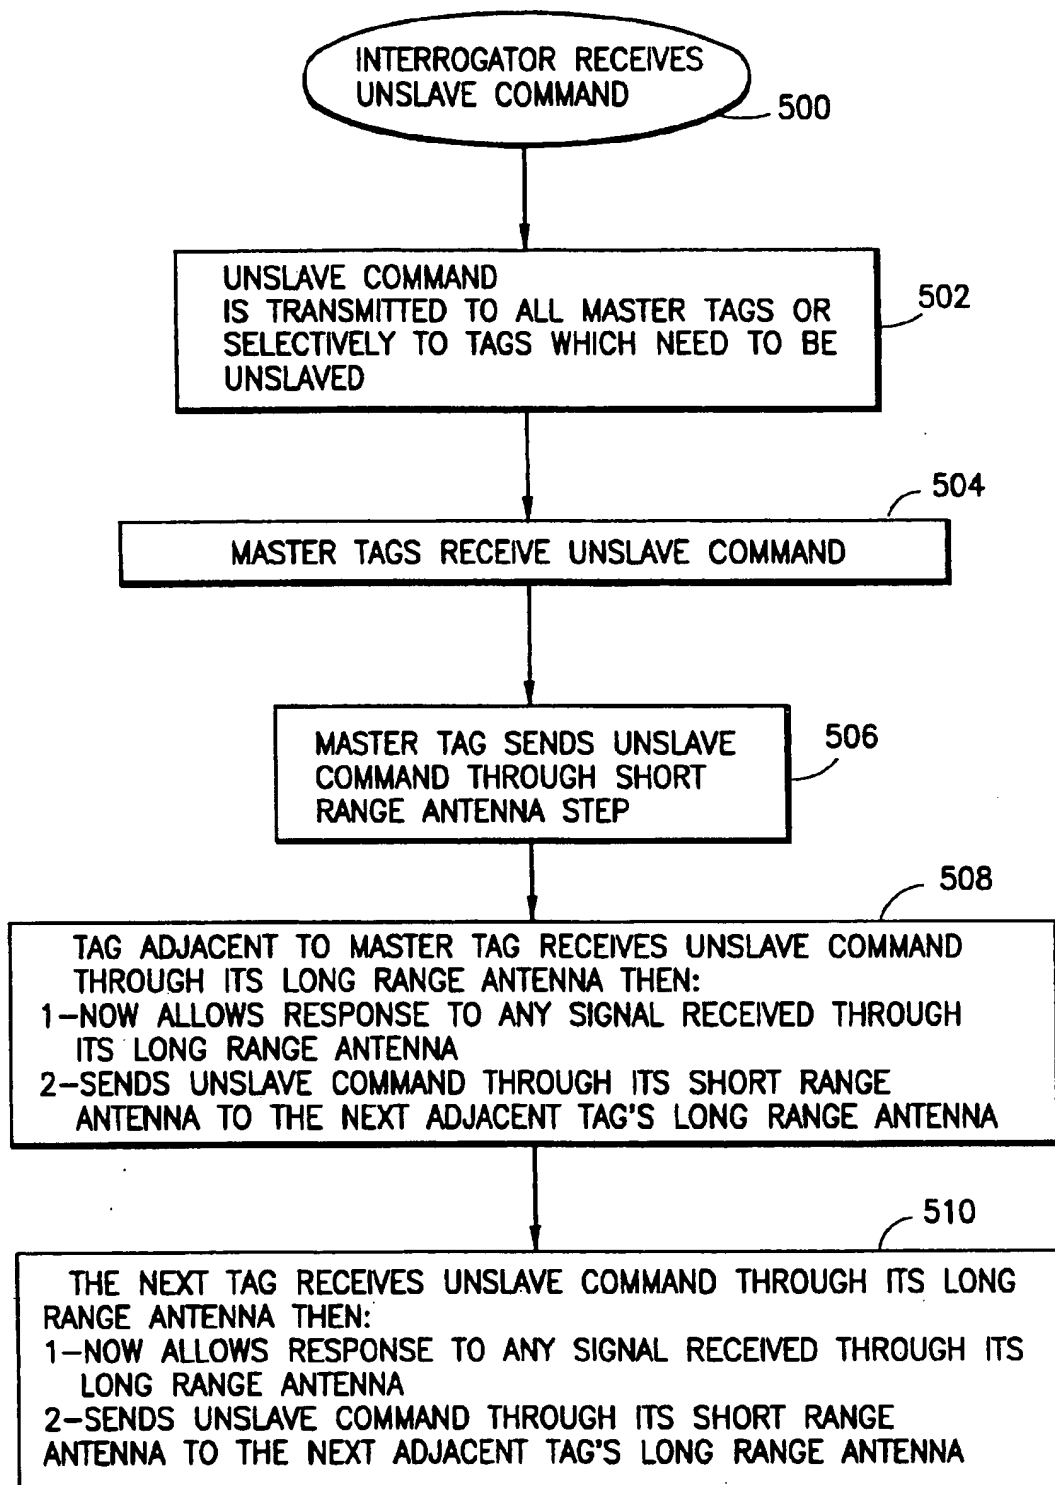 INTERROGATOR RECEIVES
UNSLAVE COMMAND
500
UNSLAVE COMMAND
IS TRANSMITTED TO ALL MASTER TAGS OR
SELECTIVELY TO TAGS WHICH NEED TO BE
UNSLAVED
502
504
MASTER TAGS RECEIVE UNSLAVE COMMAND
MASTER TAG SENDS UNSLAVE
COMMAND THROUGH SHORT
RANGE ANTENNA STEP
506
508
TAG ADJACENT TO MASTER TAG RECEIVES UNSLAVE COMMAND
THROUGH ITS LONG RANGE ANTENNA THEN:
1-NOW ALLOWS RESPONSE TO ANY SIGNAL RECEIVED THROUGH
ITS LONG RANGE ANTENNA
2-SENDS UNSLAVE COMMAND THROUGH ITS SHORT RANGE
ANTENNA TO THE NEXT ADJACENT TAG'S LONG RANGE ANTENNA
510
THE NEXT TAG RECEIVES UNSLAVE COMMAND THROUGH ITS LONG
RANGE ANTENNA THEN:
1-NOW ALLOWS RESPONSE TO ANY SIGNAL RECEIVED THROUGH ITS
LONG RANGE ANTENNA
2-SENDS UNSLAVE COMMAND THROUGH ITS SHORT RANGE
ANTENNA TO THE NEXT ADJACENT TAG'S LONG RANGE ANTENNA